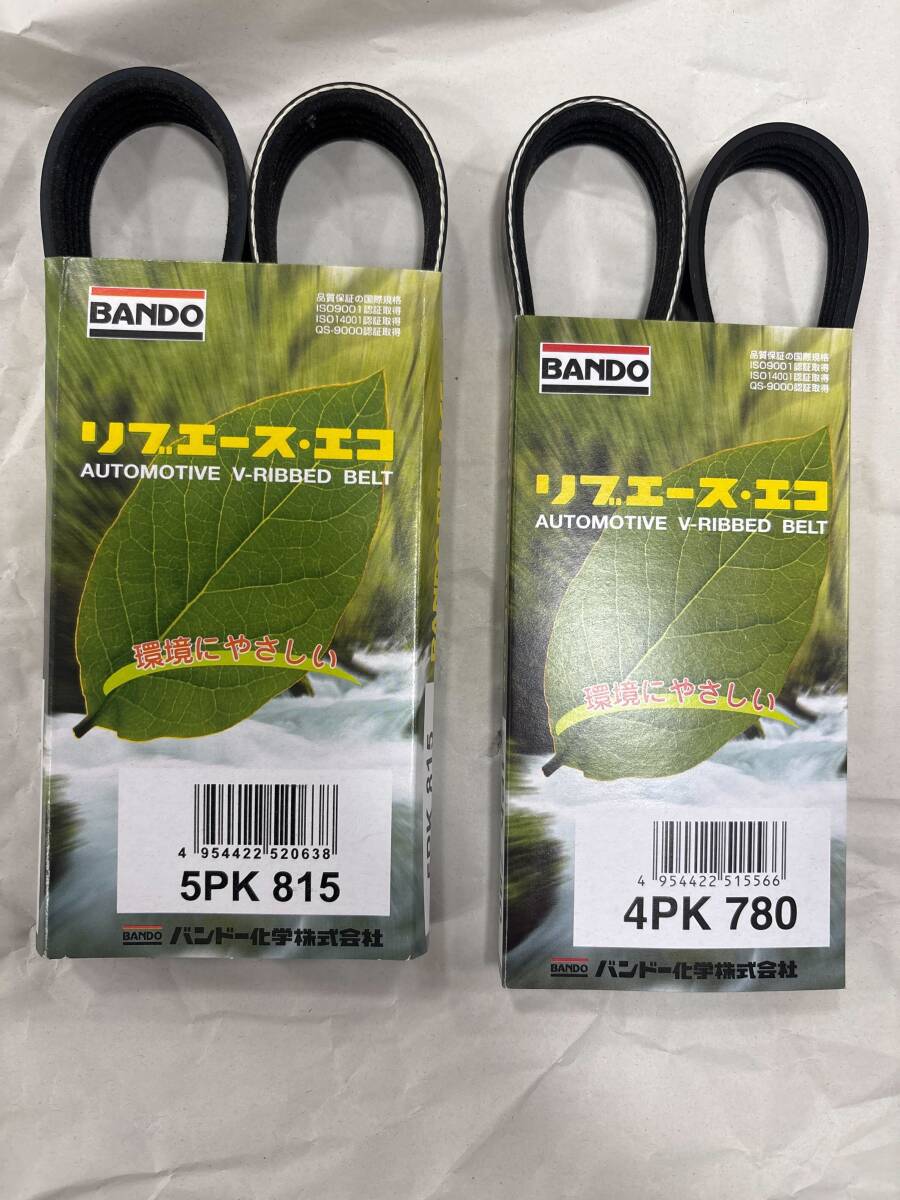 BANDO
品質保証の国際規格
ISO9001認証取得
ISO14001認証取得
QS-9000認証取得
リブエース・エコ
AUTOMOTIVE V-RIBBED BELT
環境にやさしい
4 954422 520638
5PK 815
BANDO バンドー化学株式会社
5PK 815
BANDO
品質保証の国際規格
ISO9001認証取得
ISO14001認証取得
QS-9000認証取得
リブエース・エコ
AUTOMOTIVE V-RIBBED BELT
環境にやさしい
4 954422 515566
4PK 780
BANDO バンドー化学株式会社